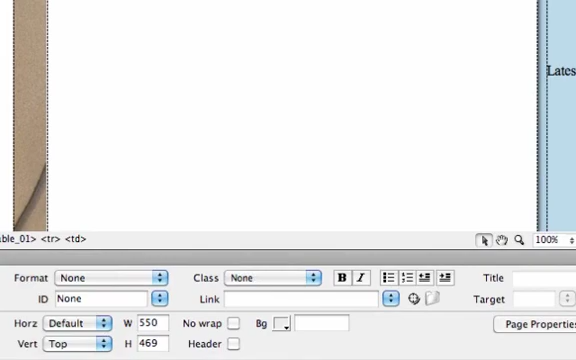 Lates
ble_01> <tr> <td>
100%
Format None Class None B I Title
ID None Link Target
Horz Default W 550 No wrap Bg Page Properties
Vert Top H 469 Header